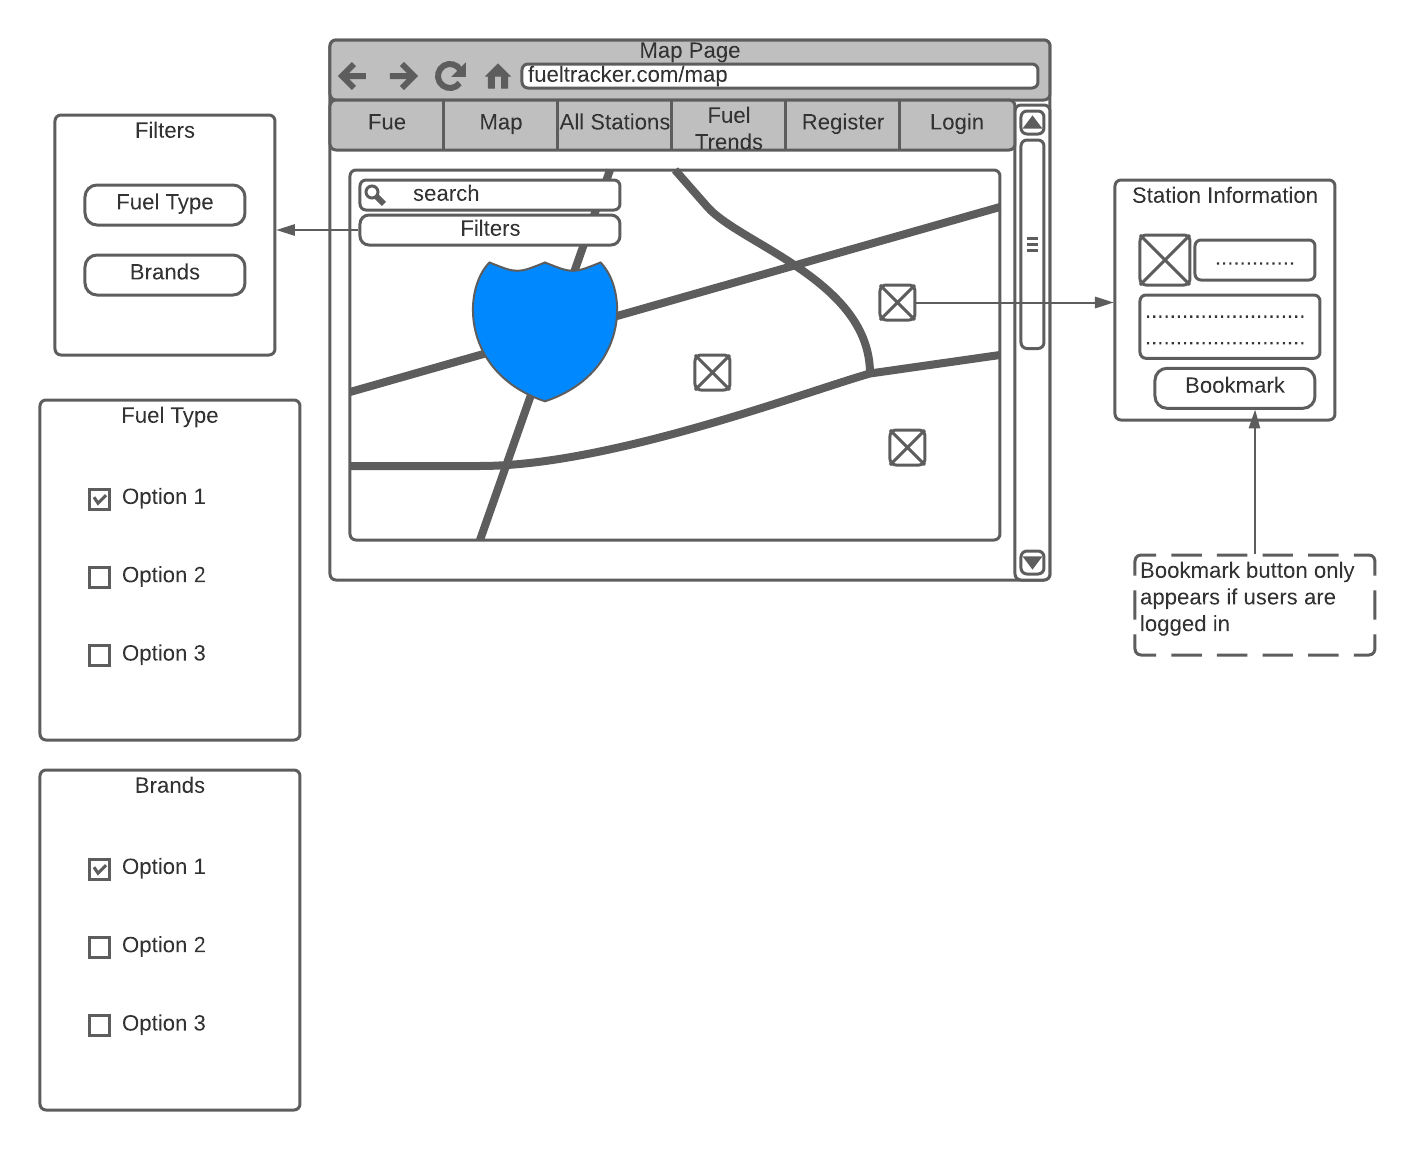 Map Page
fueltracker.com/map
Fue
Map
All Stations
Fuel
Trends
Register
Login
search
Filters
Filters
Fuel Type
Brands
Fuel Type
Option 1
Option 2
Option 3
Brands
Option 1
Option 2
Option 3
Station Information
.............
..........................
..........................
Bookmark
Bookmark button only
appears if users are
logged in